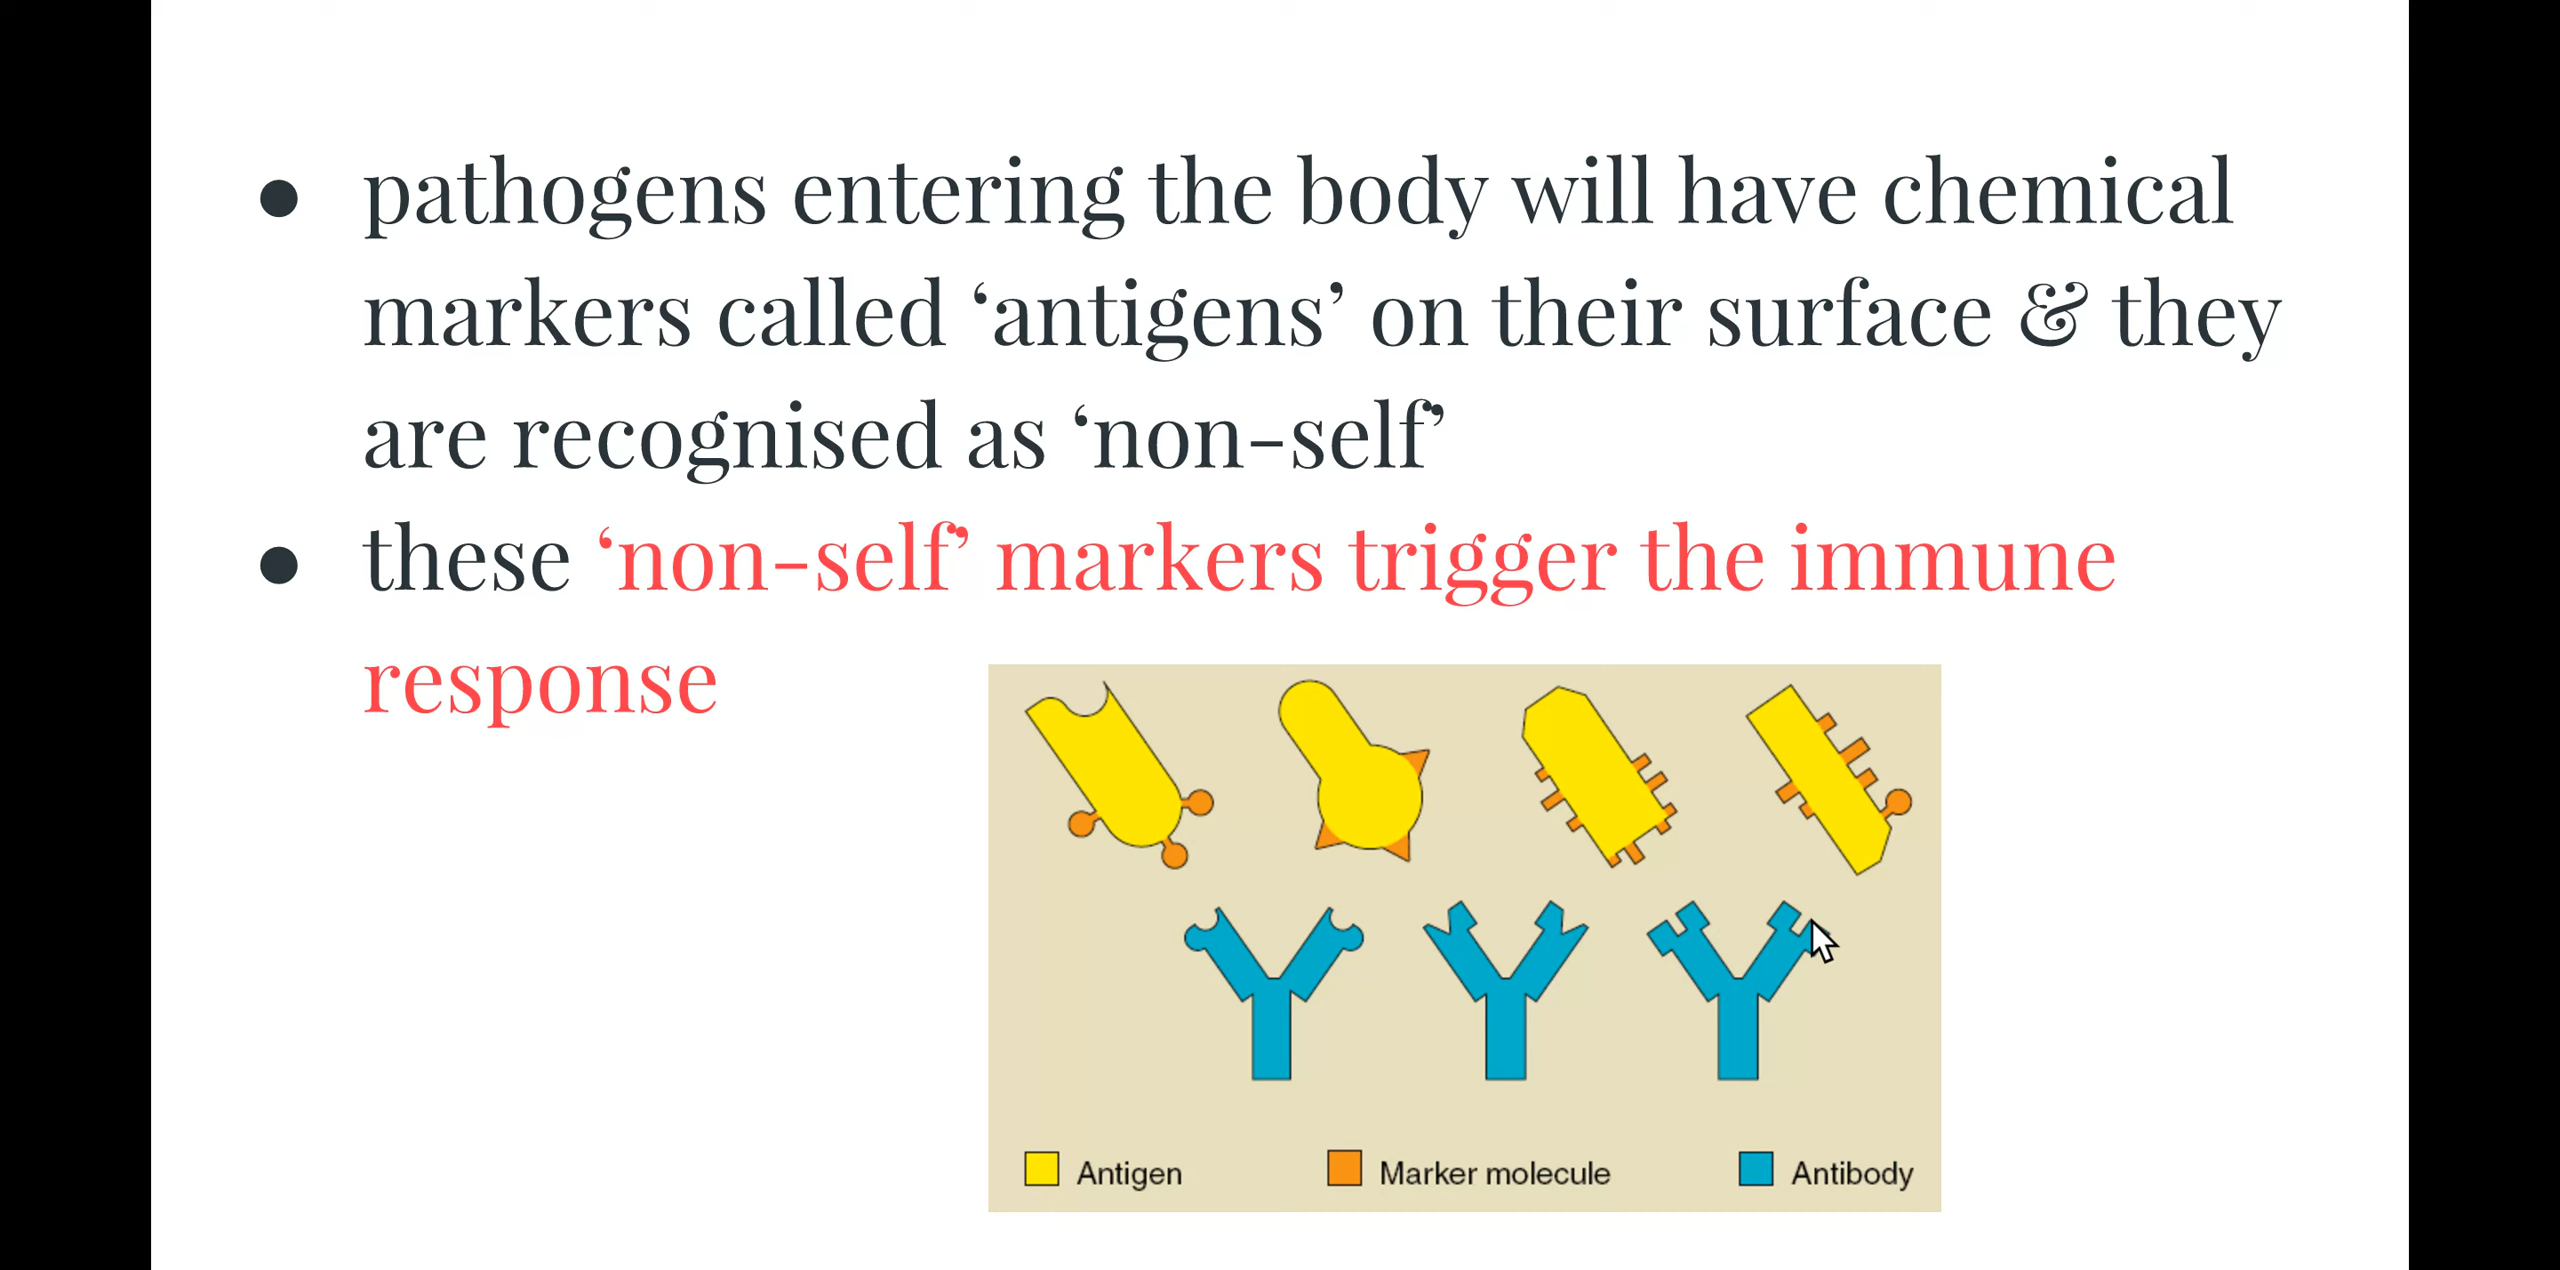 ● pathogens entering the body will have chemical
markers called ‘antigens’ on their surface & they
are recognised as ‘non-self’
● these ‘non-self’ markers trigger the immune
response
Antigen
Marker molecule
Antibody